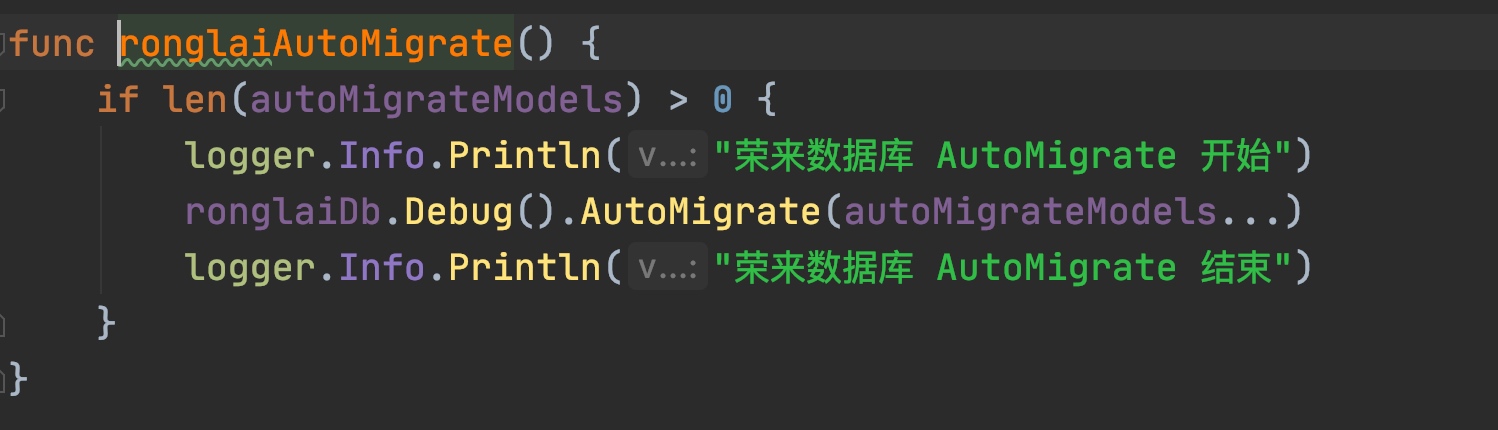 func ronglaiAutoMigrate() {
if len(autoMigrateModels) > 0 {
logger.Info.Println( v...: "荣来数据库 AutoMigrate 开始")
ronglaiDb.Debug().AutoMigrate(autoMigrateModels...)
logger.Info.Println( v...: "荣来数据库 AutoMigrate 结束")
}
}